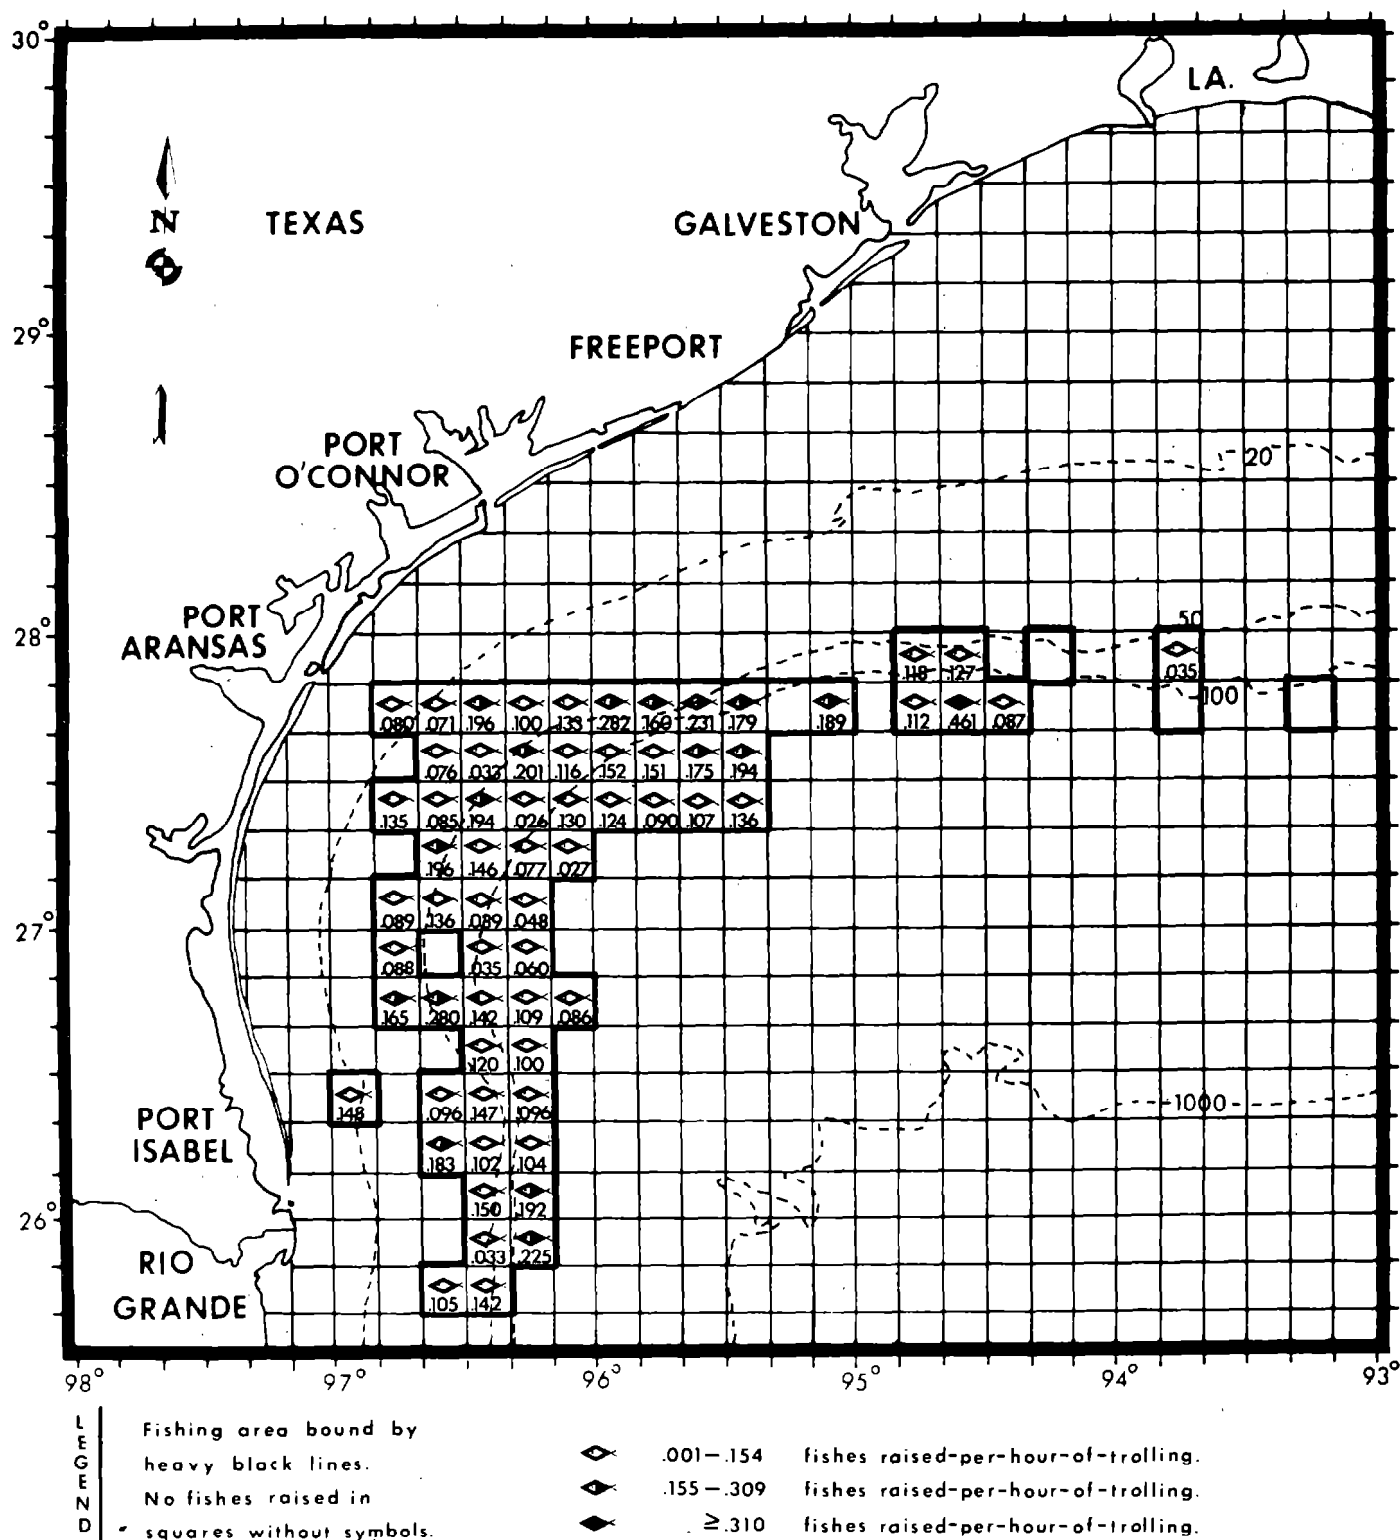 30°
LA.
N
TEXAS
GALVESTON
29°
FREEPORT
PORT
O'CONNOR
20
PORT
ARANSAS
28°
50
.118 .127 .035
100
.080 .071 .196 .100 .133 .282 .160 .231 .179 .189 .112 .461 .087
.076 .033 .201 .116 .152 .151 .175 .194
.135 .085 .194 .026 .130 .124 .090 .107 .136
.196 .146 .077 .027
.089 .136 .089 .048
27°
.088 .035 .060
.165 .280 .142 .109 .086
.120 .100
.148 .096 .147 .096
1000
PORT
ISABEL
.183 .102 .104
.150 .192
26°
.033 .225
RIO
GRANDE
.105 .142
98° 97° 96° 95° 94° 93°
LEGEND
Fishing area bound by
heavy black lines.
No fishes raised in
squares without symbols.
.001–.154 fishes raised-per-hour-of-trolling.
.155–.309 fishes raised-per-hour-of-trolling.
≥.310 fishes raised-per-hour-of-trolling.